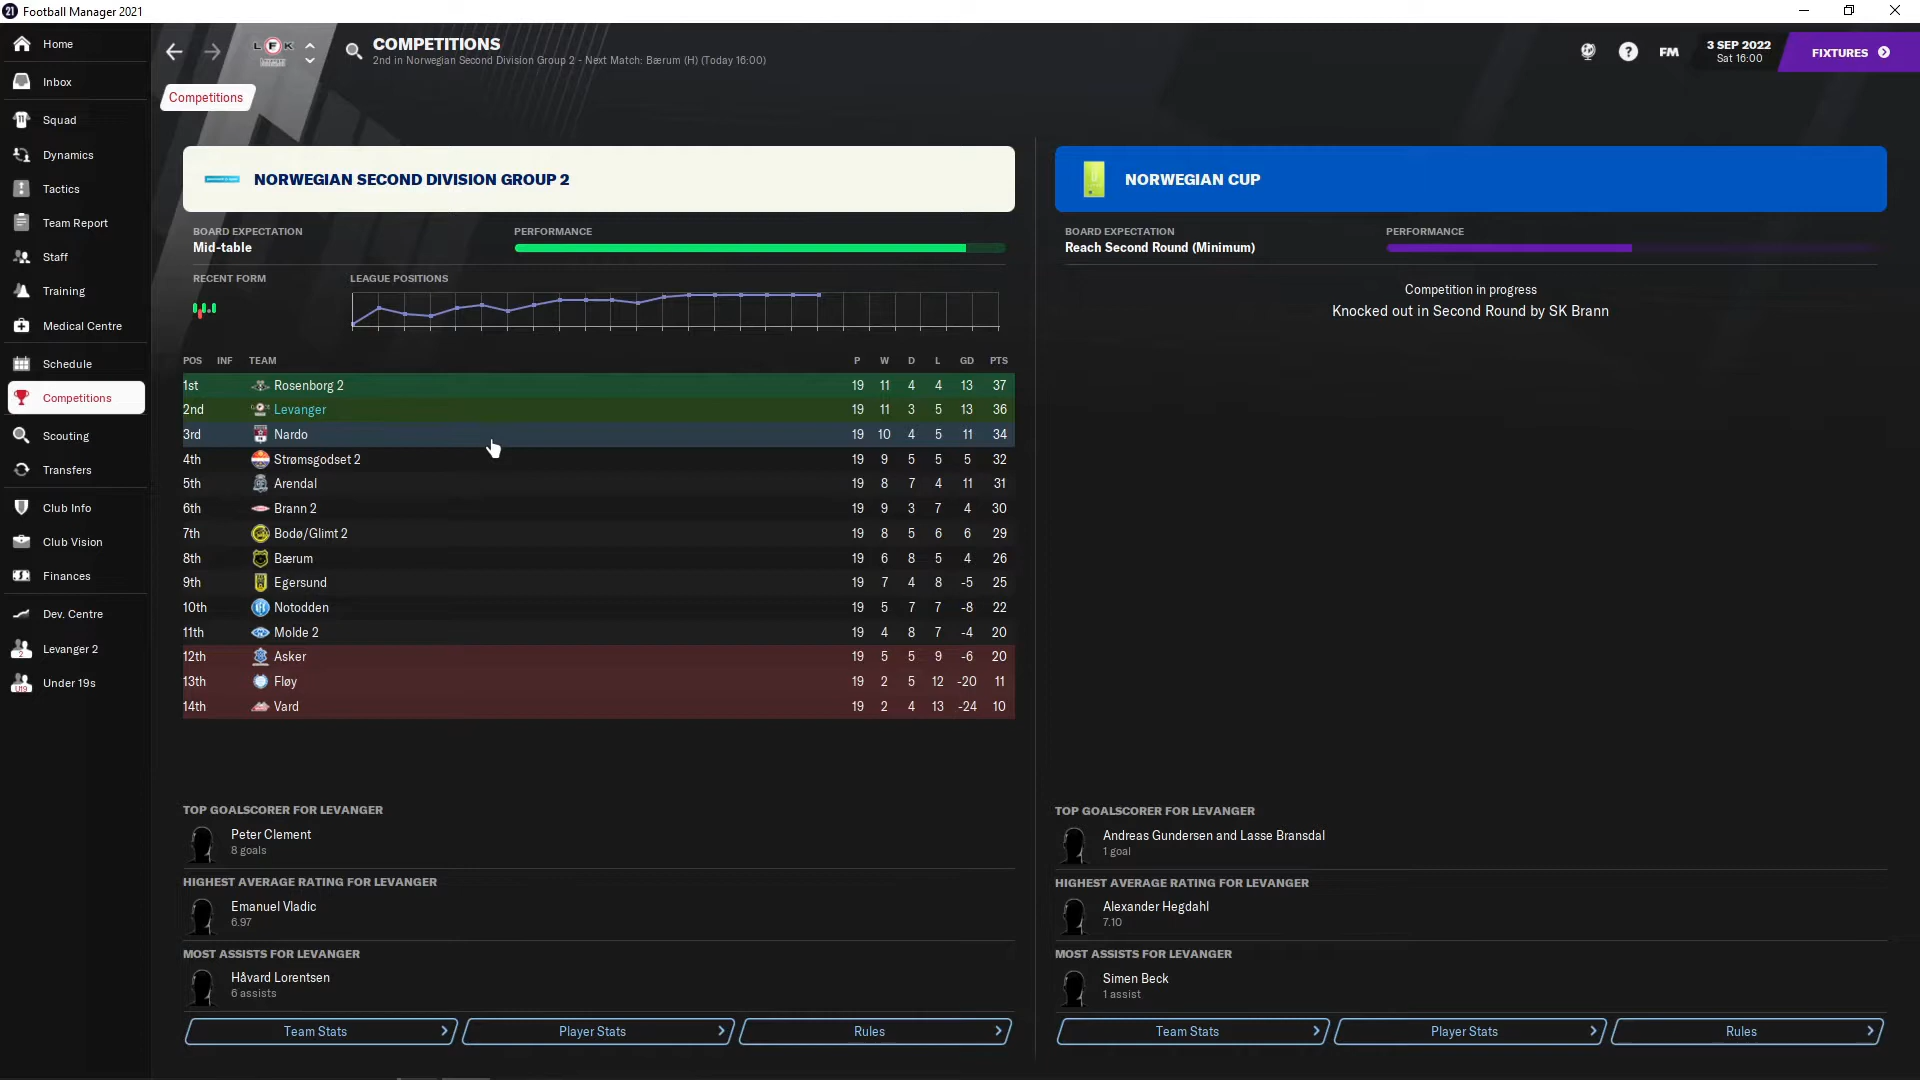 21 Football Manager 2021
Home
Inbox
Squad
Dynamics
Tactics
Team Report
Staff
Training
Medical Centre
Schedule
Competitions
Scouting
Transfers
Club Info
Club Vision
Finances
Dev. Centre
2 Levanger 2
U19 Under 19s
L F K
COMPETITIONS
2nd in Norwegian Second Division Group 2 - Next Match: Bærum (H) (Today 16:00)
? FM
3 SEP 2022
Sat 16:00
FIXTURES
Competitions
NORWEGIAN SECOND DIVISION GROUP 2
BOARD EXPECTATION PERFORMANCE
Mid-table
RECENT FORM LEAGUE POSITIONS
POS INF TEAM P W D L GD PTS
1st Rosenborg 2 19 11 4 4 13 37
2nd Levanger 19 11 3 5 13 36
3rd Nardo 19 10 4 5 11 34
4th Strømsgodset 2 19 9 5 5 5 32
5th Arendal 19 8 7 4 11 31
6th Brann 2 19 9 3 7 4 30
7th Bodø/Glimt 2 19 8 5 6 6 29
8th Bærum 19 6 8 5 4 26
9th Egersund 19 7 4 8 -5 25
10th Notodden 19 5 7 7 -8 22
11th Molde 2 19 4 8 7 -4 20
12th Asker 19 5 5 9 -6 20
13th Fløy 19 2 5 12 -20 11
14th Vard 19 2 4 13 -24 10
TOP GOALSCORER FOR LEVANGER
Peter Clement
8 goals
HIGHEST AVERAGE RATING FOR LEVANGER
Emanuel Vladic
6.97
MOST ASSISTS FOR LEVANGER
Håvard Lorentsen
6 assists
Team Stats Player Stats Rules
NORWEGIAN CUP
BOARD EXPECTATION PERFORMANCE
Reach Second Round (Minimum)
Competition in progress
Knocked out in Second Round by SK Brann
TOP GOALSCORER FOR LEVANGER
Andreas Gundersen and Lasse Bransdal
1 goal
HIGHEST AVERAGE RATING FOR LEVANGER
Alexander Hegdahl
7.10
MOST ASSISTS FOR LEVANGER
Simen Beck
1 assist
Team Stats Player Stats Rules